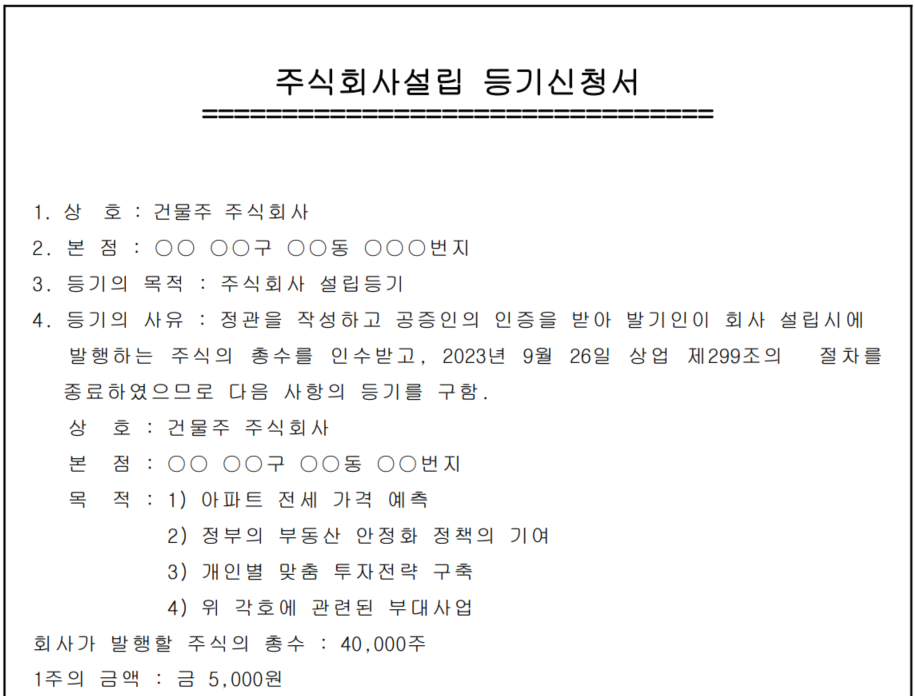 주식회사설립 등기신청서
================================
1. 상  호 : 건물주 주식회사
2. 본 점 : ○○ ○○구 ○○동 ○○○번지
3. 등기의 목적 : 주식회사 설립등기
4. 등기의 사유 : 정관을 작성하고 공증인의 인증을 받아 발기인이 회사 설립시에
발행하는 주식의 총수를 인수받고, 2023년 9월 26일 상업 제299조의  절차를
종료하였으므로 다음 사항의 등기를 구함.
상  호 : 건물주 주식회사
본  점 : ○○ ○○구 ○○동 ○○번지
목  적 : 1) 아파트 전세 가격 예측
2) 정부의 부동산 안정화 정책의 기여
3) 개인별 맞춤 투자전략 구축
4) 위 각호에 관련된 부대사업
회사가 발행할 주식의 총수 : 40,000주
1주의 금액 : 금 5,000원